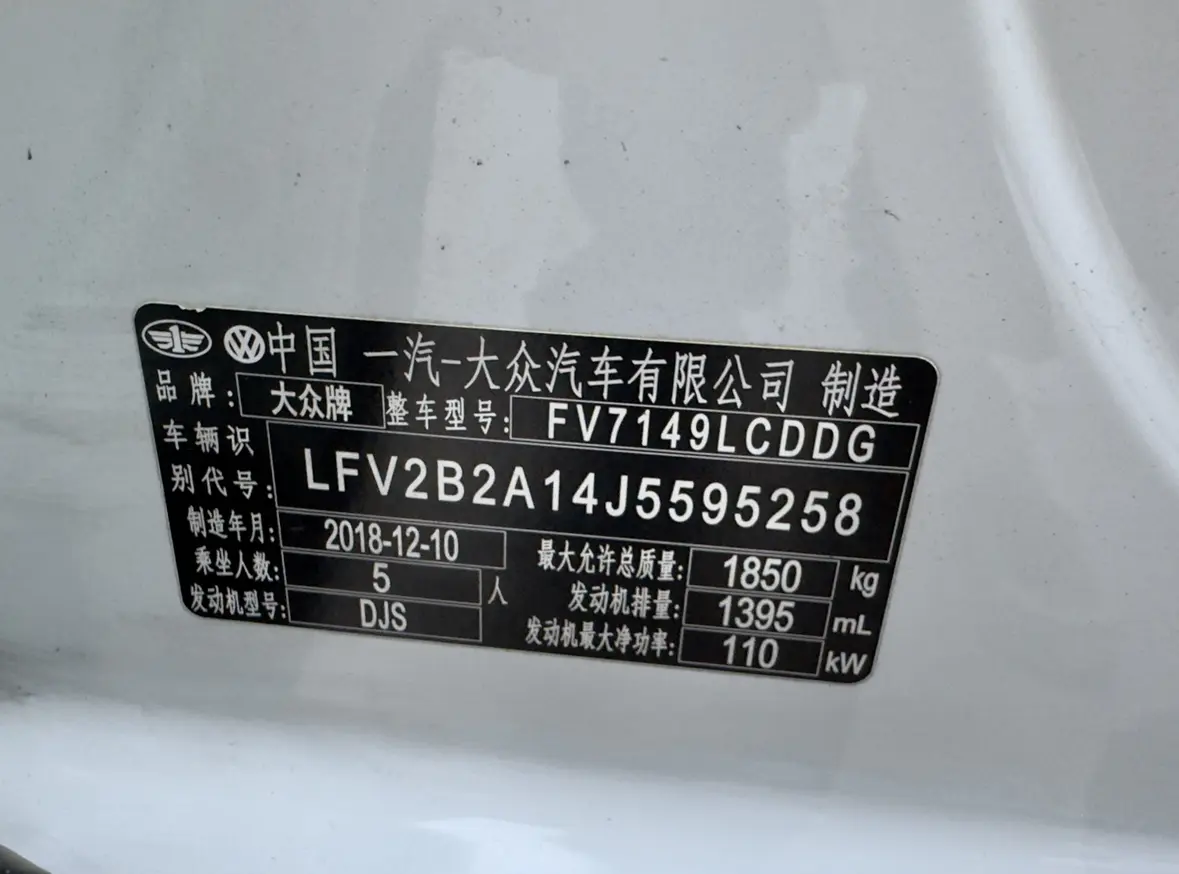 中国 一汽-大众汽车有限公司 制造
品牌: 大众牌 整车型号: FV7149LCDDG
车辆识别代号: LFV2B2A14J5595258
制造年月: 2018-12-10 最大允许总质量: 1850 kg
乘坐人数: 5 人 发动机排量: 1395 mL
发动机型号: DJS 发动机最大净功率: 110 kW